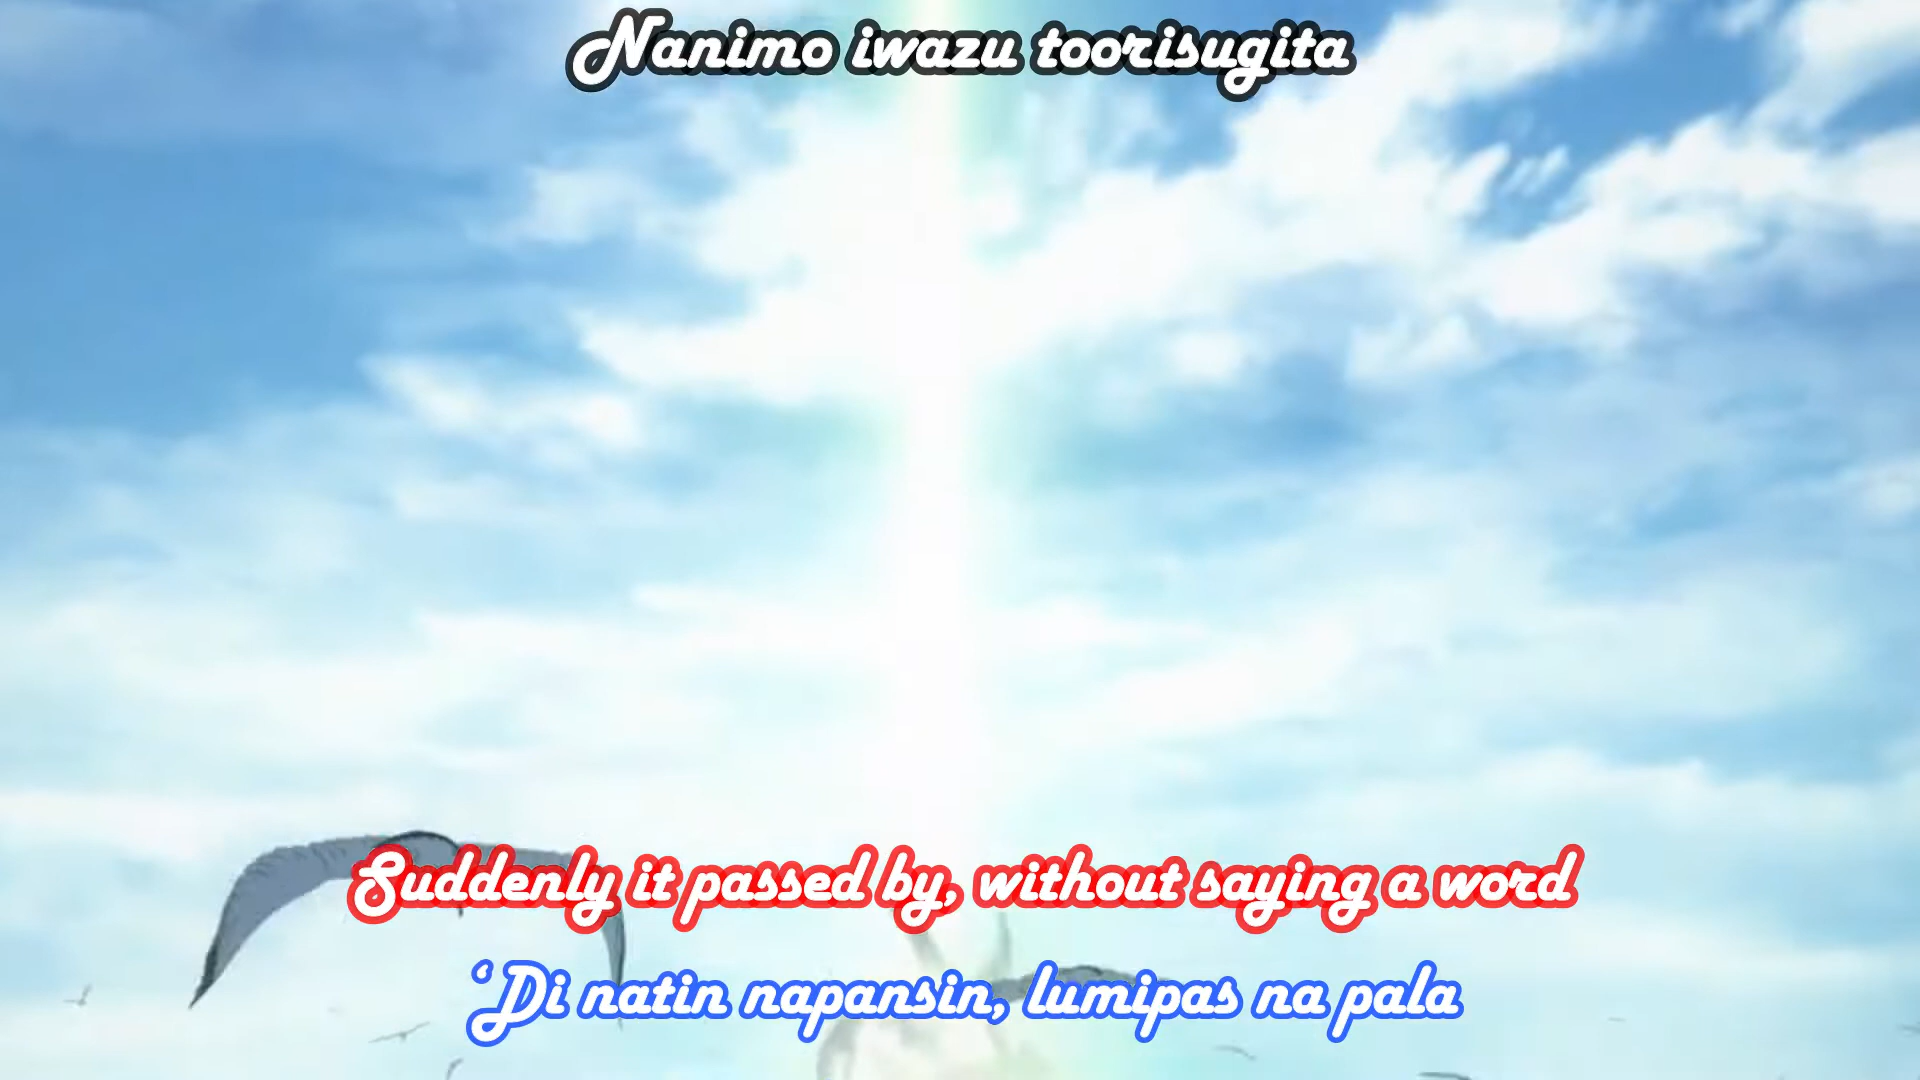 Nanimo iwazu toorisugita
Suddenly it passed by, without saying a word
‘Di natin napansin, lumipas na pala